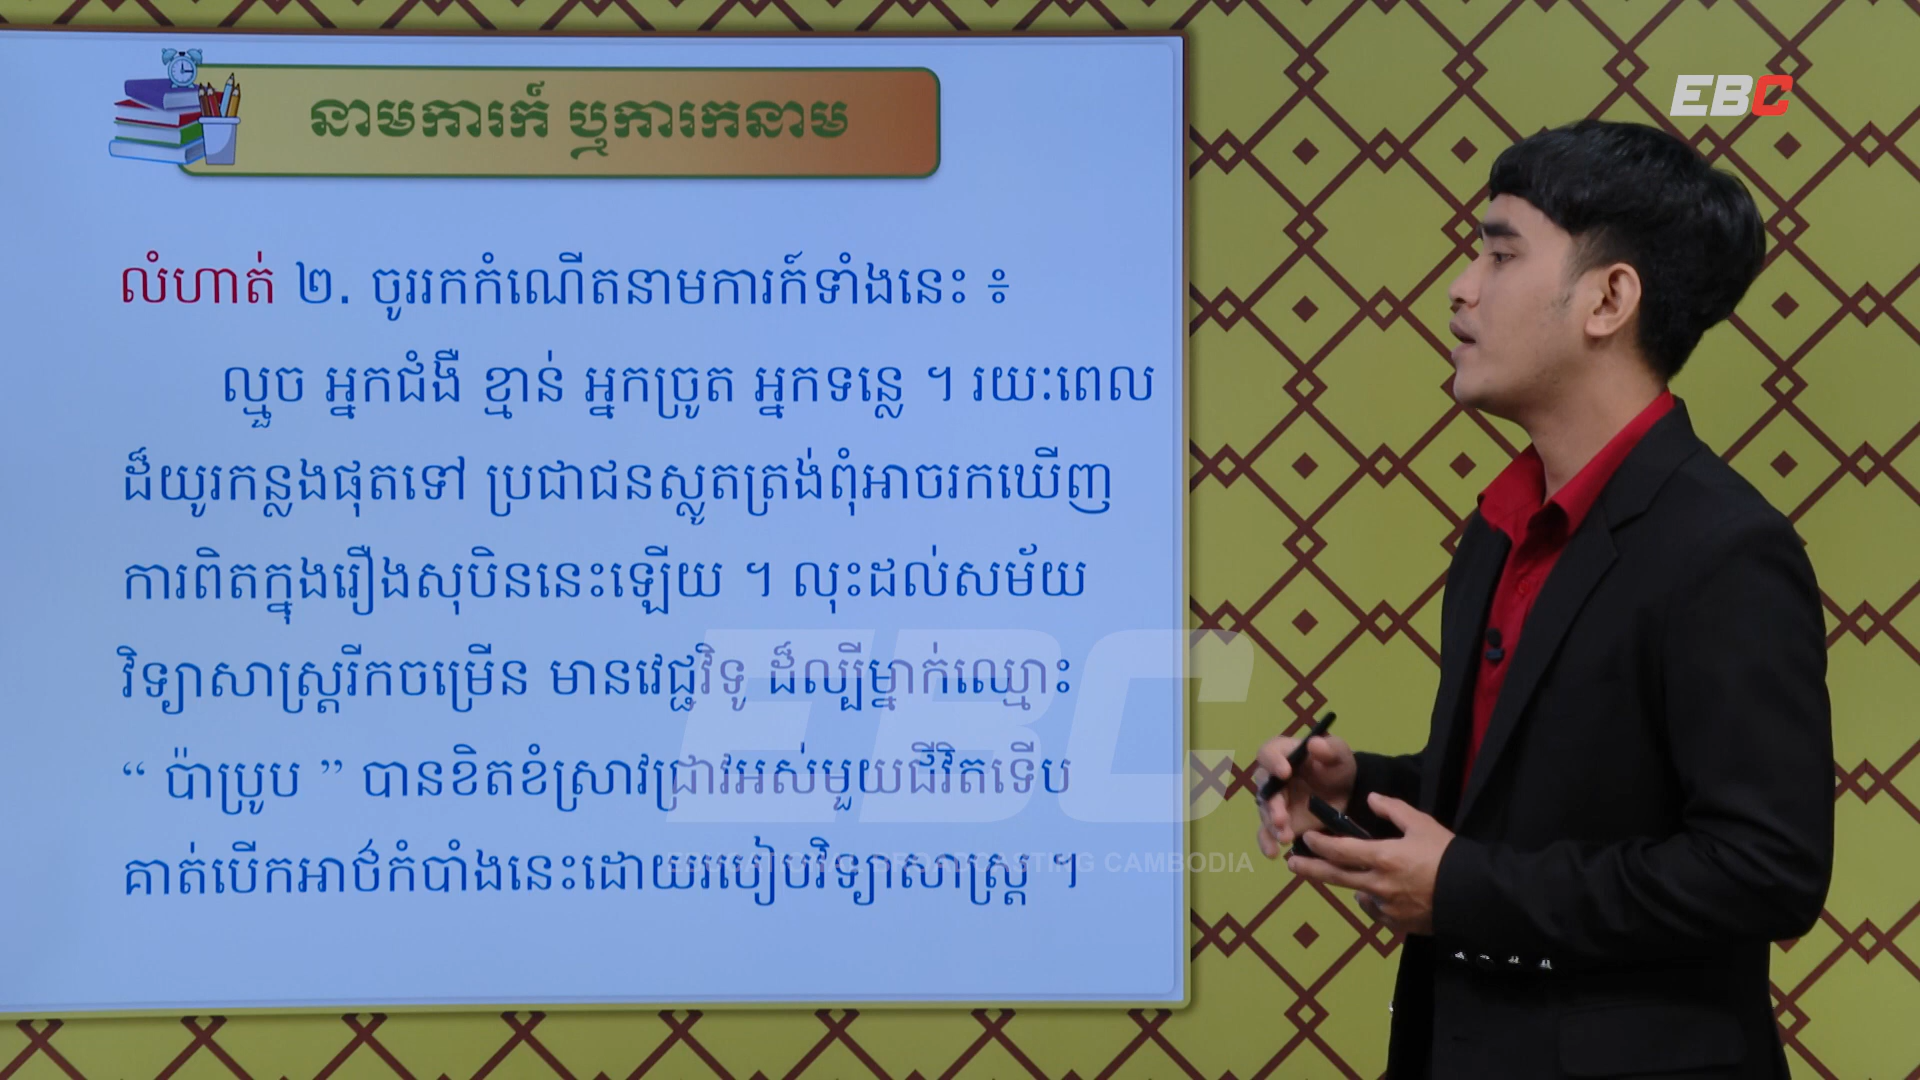 EBC
នាមការក៍ ឬការកនាម
លំហាត់ ២. ចូររកកំណើតនាមការក៍ទាំងនេះ ៖
ល្មួច អ្នកជំងឺ ខ្មាន់ អ្នកច្រូត អ្នកទន្លេ ។ រយៈពេល
ដ៏យូរកន្លងផុតទៅ ប្រជាជនស្លូតត្រង់ពុំអាចរកឃើញ
ការពិតក្នុងរឿងសុបិននេះឡើយ ។ លុះដល់សម័យ
វិទ្យាសាស្ត្ររីកចម្រើន មានវេជ្ជវិទូ ដ៏ល្បីម្នាក់ឈ្មោះ
“ ប៉ាប្រូប ” បានខិតខំស្រាវជ្រាវអស់មួយជីវិតទើប
គាត់បើកអាថ៌កំបាំងនេះដោយរបៀបវិទ្យាសាស្ត្រ ។
EBC
EDUCATIONAL BROADCASTING CAMBODIA